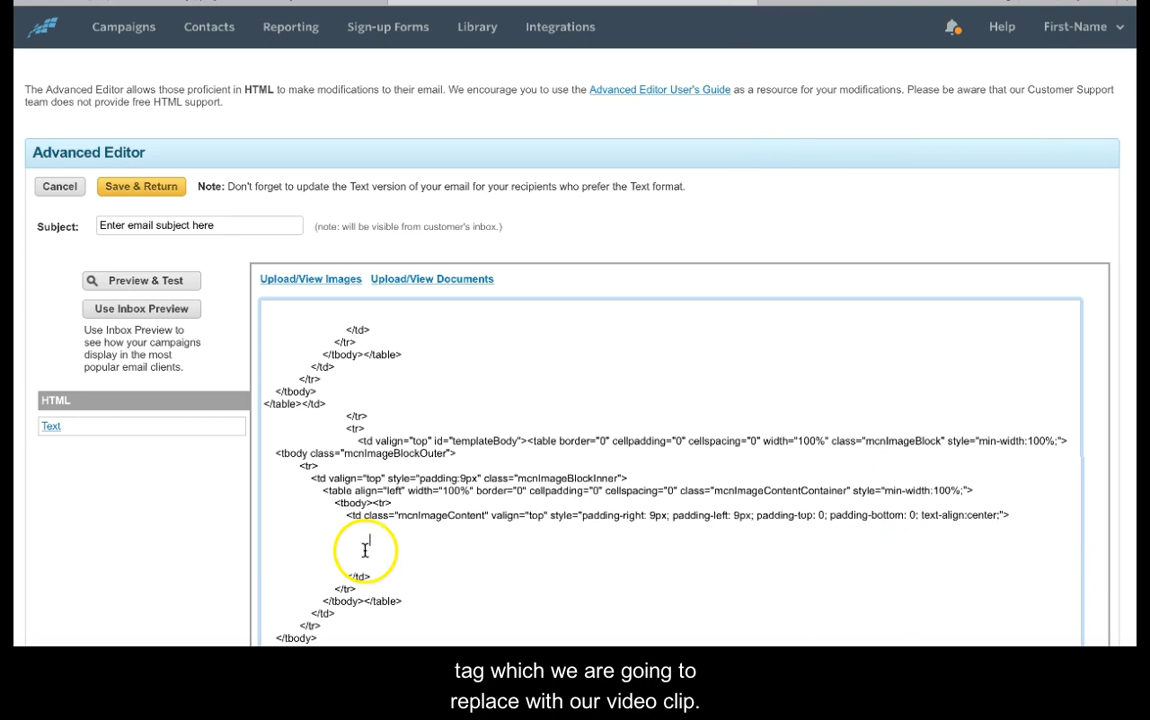 Campaigns Contacts Reporting Sign-up Forms Library Integrations Help First-Name
The Advanced Editor allows those proficient in HTML to make modifications to their email. We encourage you to use the Advanced Editor User's Guide as a resource for your modifications. Please be aware that our Customer Support
team does not provide free HTML support.
Advanced Editor
Cancel Save & Return Note: Don't forget to update the Text version of your email for your recipients who prefer the Text format.
Subject: Enter email subject here (note: will be visible from customer's inbox.)
Preview & Test
Use Inbox Preview
Use Inbox Preview to
see how your campaigns
display in the most
popular email clients.
HTML
Text
Upload/View Images Upload/View Documents
</td>
</tr>
</tbody></table>
</td>
</tr>
</tbody>
</table></td>
</tr>
<tr>
<td valign="top" id="templateBody"><table border="0" cellpadding="0" cellspacing="0" width="100%" class="mcnImageBlock" style="min-width:100%;">
<tbody class="mcnImageBlockOuter">
<tr>
<td valign="top" style="padding:9px" class="mcnImageBlockInner">
<table align="left" width="100%" border="0" cellpadding="0" cellspacing="0" class="mcnImageContentContainer" style="min-width:100%;">
<tbody><tr>
<td class="mcnImageContent" valign="top" style="padding-right: 9px; padding-left: 9px; padding-top: 0; padding-bottom: 0; text-align:center;">
</td>
</tr>
</tbody></table>
</td>
</tr>
</tbody>
tag which we are going to
replace with our video clip.